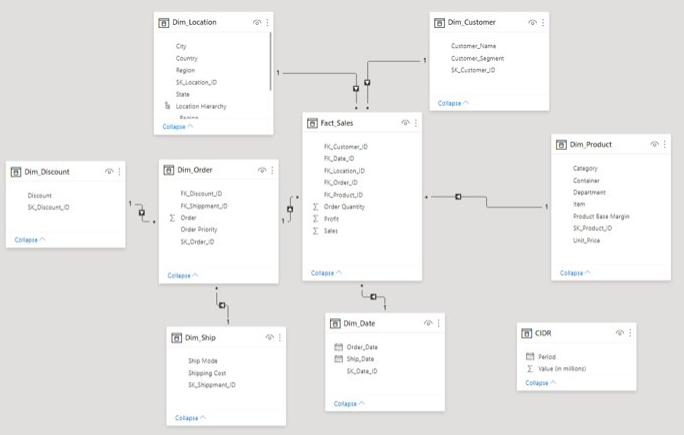 Dim_Location
City
Country
Region
SK_Location_ID
State
Location Hierarchy
Region
Collapse
Dim_Customer
Customer_Name
Customer_Segment
SK_Customer_ID
Collapse
1
1
*
*
Fact_Sales
FK_Customer_ID
FK_Date_ID
FK_Location_ID
FK_Order_ID
FK_Product_ID
Σ Order Quantity
Σ Profit
Σ Sales
Collapse
Dim_Product
Category
Container
Department
Item
Product Base Margin
SK_Product_ID
Unit_Price
Collapse
*
1
Dim_Discount
Discount
SK_Discount_ID
Collapse
1
*
Dim_Order
FK_Discount_ID
FK_Shippment_ID
Σ Order
Order Priority
SK_Order_ID
Collapse
*
1
*
1
Dim_Ship
Ship Mode
Shipping Cost
SK_Shippment_ID
Collapse
*
1
Dim_Date
Order_Date
Ship_Date
SK_Date_ID
Collapse
CIDR
Period
Σ Value (in millions)
Collapse